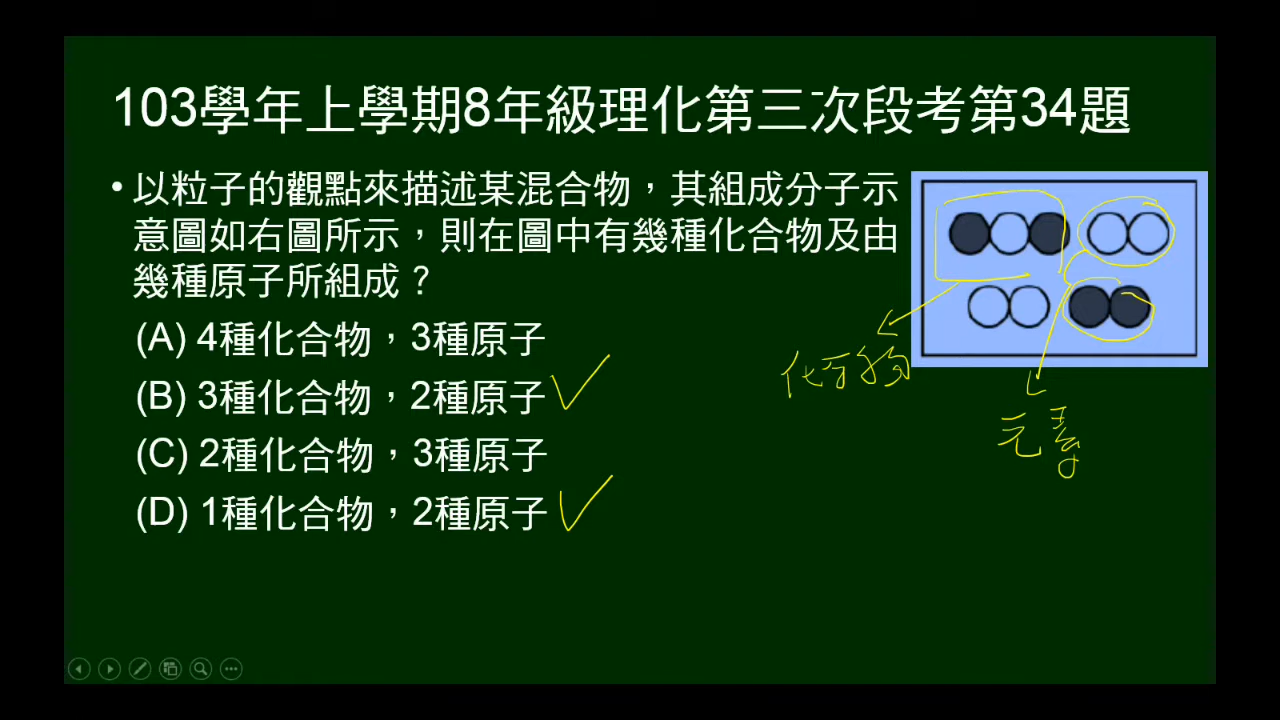 103學年上學期8年級理化第三次段考第34題
• 以粒子的觀點來描述某混合物，其組成分子示
意圖如右圖所示，則在圖中有幾種化合物及由
幾種原子所組成？
(A) 4種化合物，3種原子
(B) 3種化合物，2種原子
(C) 2種化合物，3種原子
(D) 1種化合物，2種原子
化合物
元素